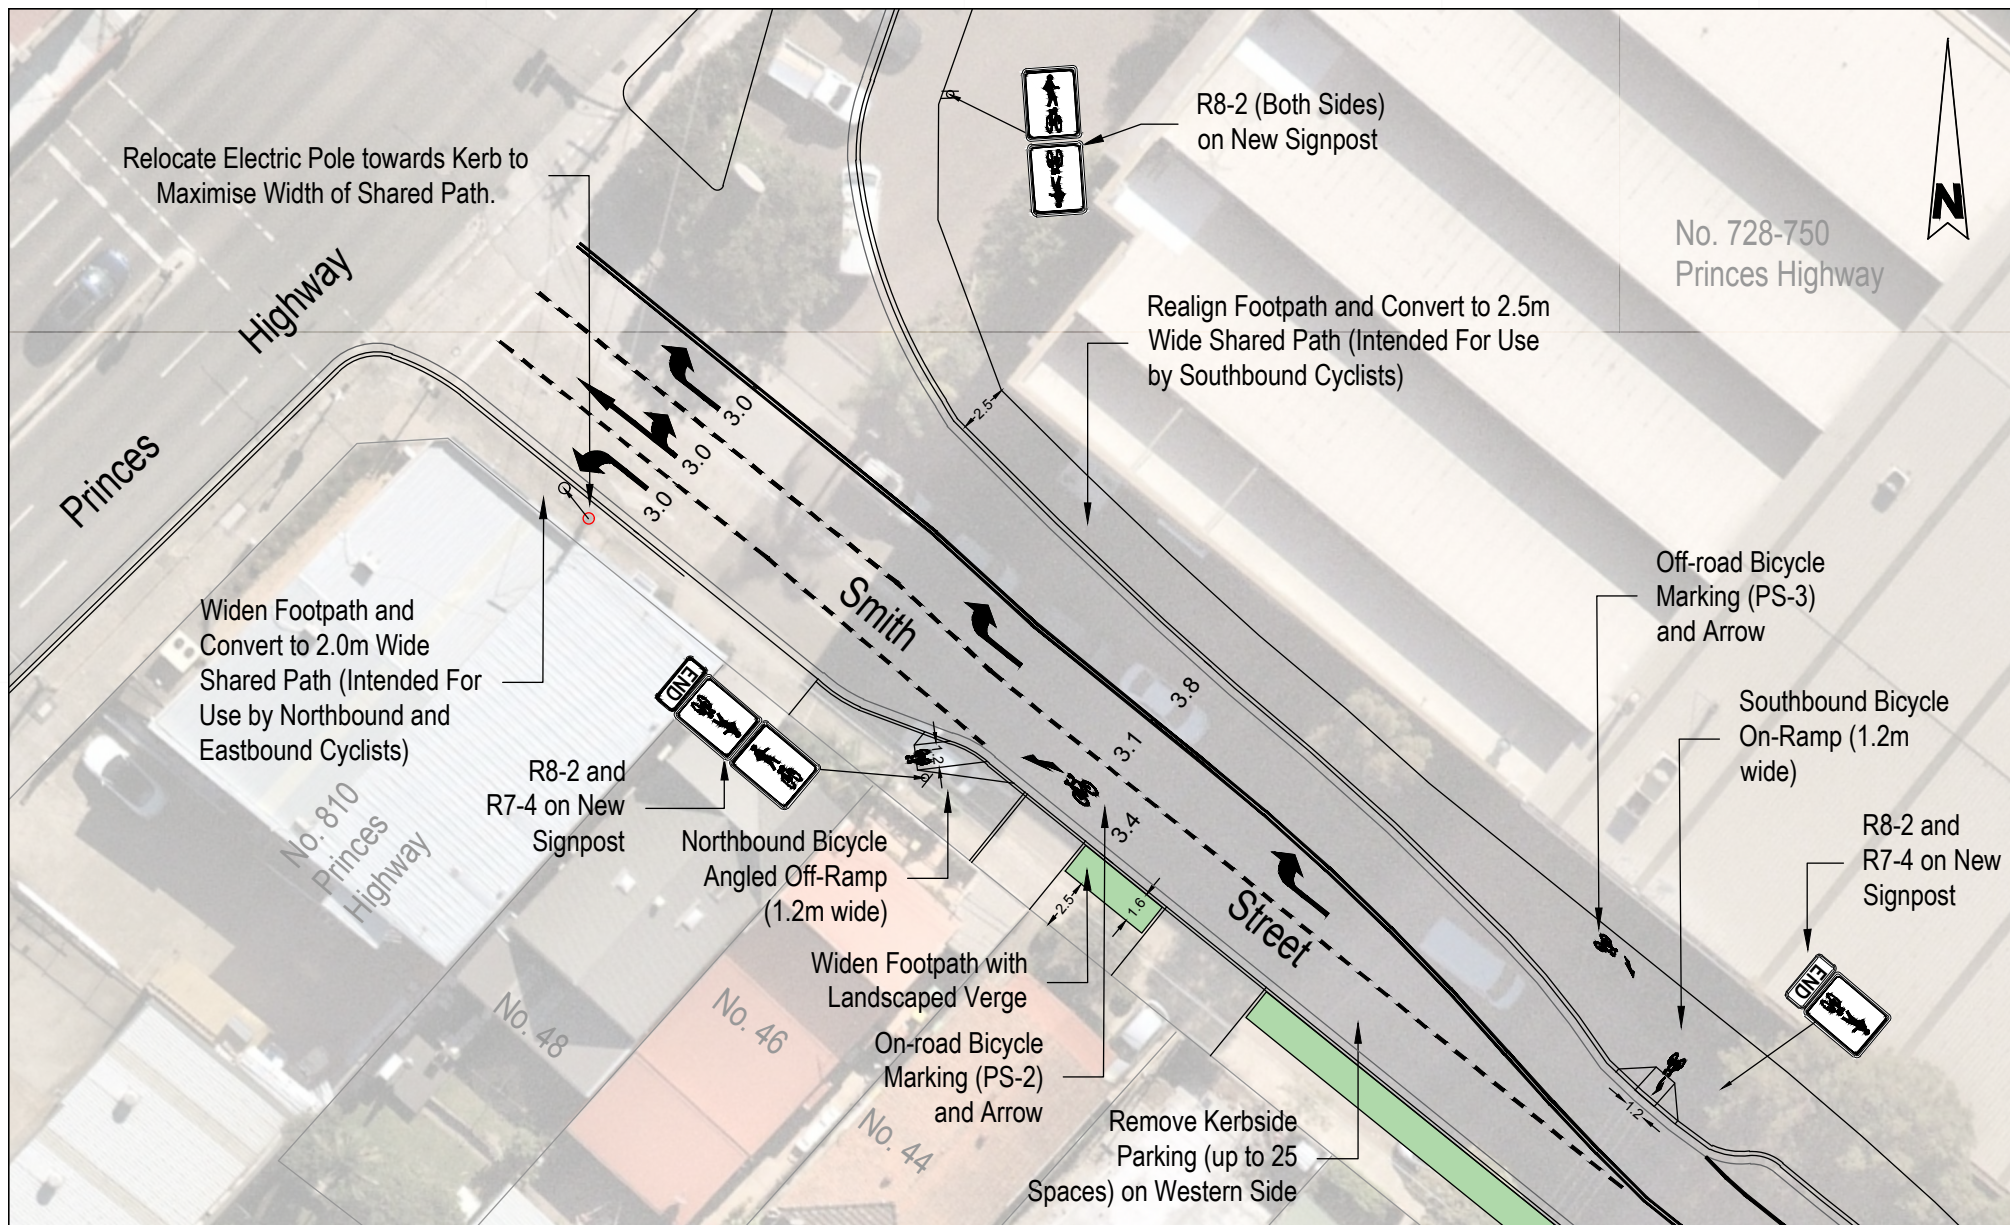 R8-2 (Both Sides)
on New Signpost
Relocate Electric Pole towards Kerb to
Maximise Width of Shared Path.
N
No. 728-750
Princes Highway
Princes Highway
Realign Footpath and Convert to 2.5m
Wide Shared Path (Intended For Use
by Southbound Cyclists)
2.5
3.0
3.0
3.0
Off-road Bicycle
Marking (PS-3)
and Arrow
Widen Footpath and
Convert to 2.0m Wide
Shared Path (Intended For
Use by Northbound and
Eastbound Cyclists)
Smith Street
END
3.8
3.1
3.4
Southbound Bicycle
On-Ramp (1.2m
wide)
R8-2 and
R7-4 on New
Signpost
1.2
No. 810
Princes
Highway
R8-2 and
R7-4 on New
Signpost
END
Northbound Bicycle
Angled Off-Ramp
(1.2m wide)
2.5
1.6
Widen Footpath with
Landscaped Verge
No. 48
No. 46
No. 44
On-road Bicycle
Marking (PS-2)
and Arrow
1.2
Remove Kerbside
Parking (up to 25
Spaces) on Western Side